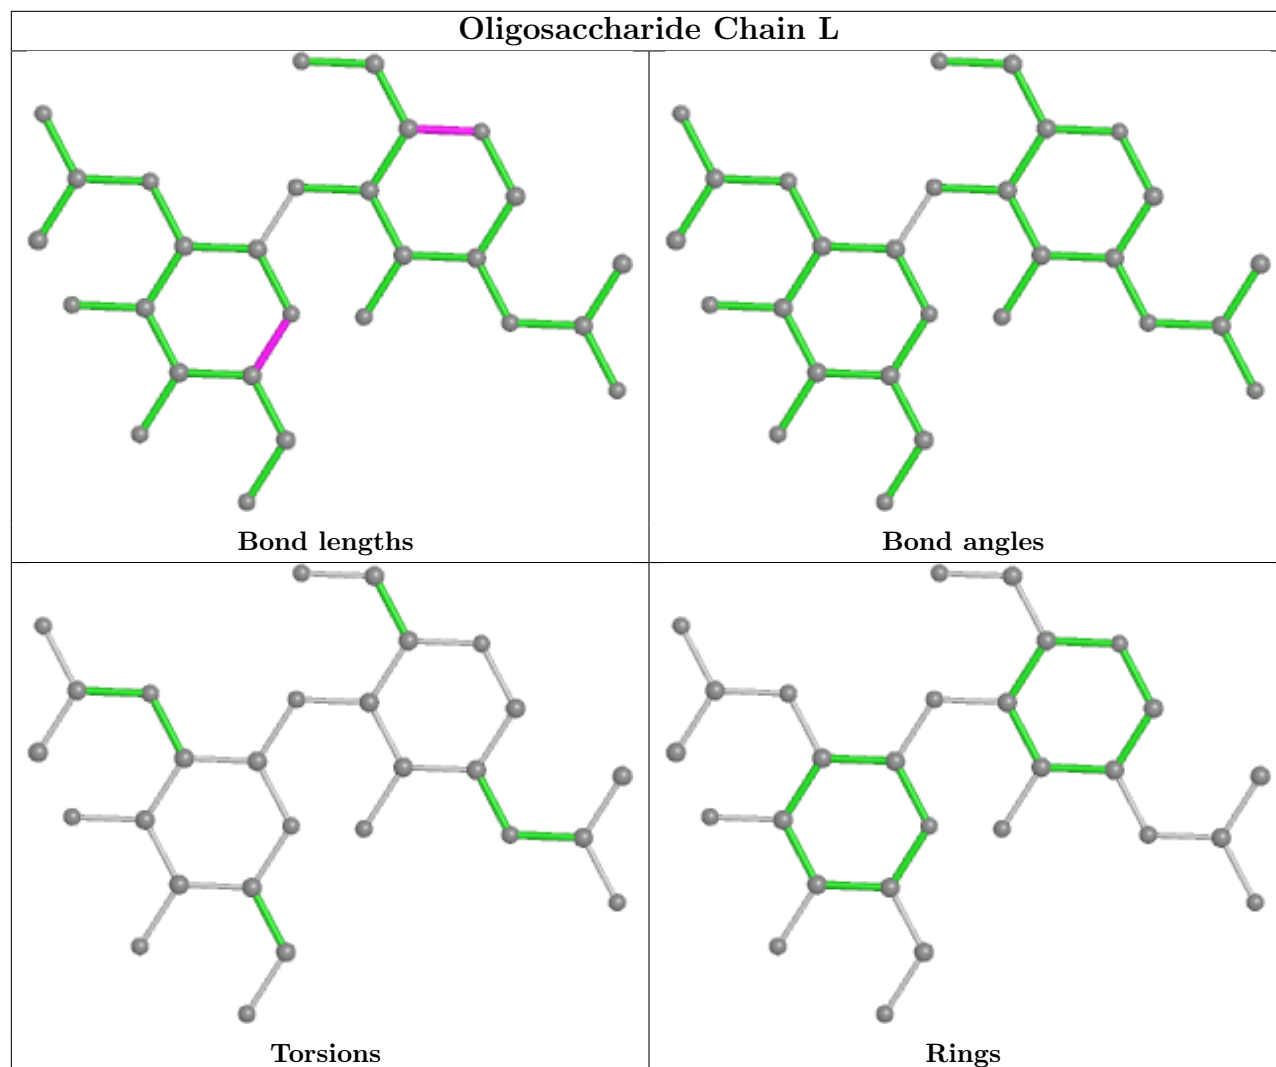 Oligosaccharide Chain L
Bond lengths
Bond angles
Torsions
Rings